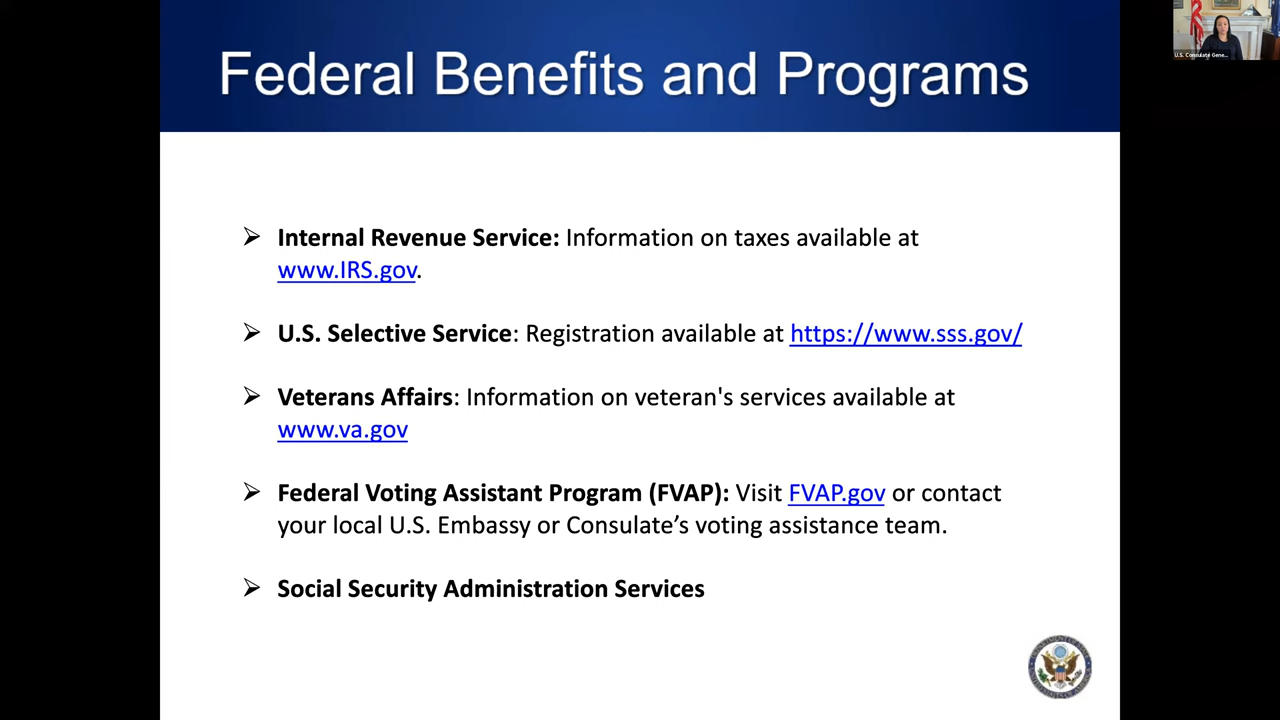 Federal Benefits and Programs
U.S. Consulate Gene...
➢ Internal Revenue Service: Information on taxes available at
www.IRS.gov.
➢ U.S. Selective Service: Registration available at https://www.sss.gov/
➢ Veterans Affairs: Information on veteran's services available at
www.va.gov
➢ Federal Voting Assistant Program (FVAP): Visit FVAP.gov or contact
your local U.S. Embassy or Consulate’s voting assistance team.
➢ Social Security Administration Services